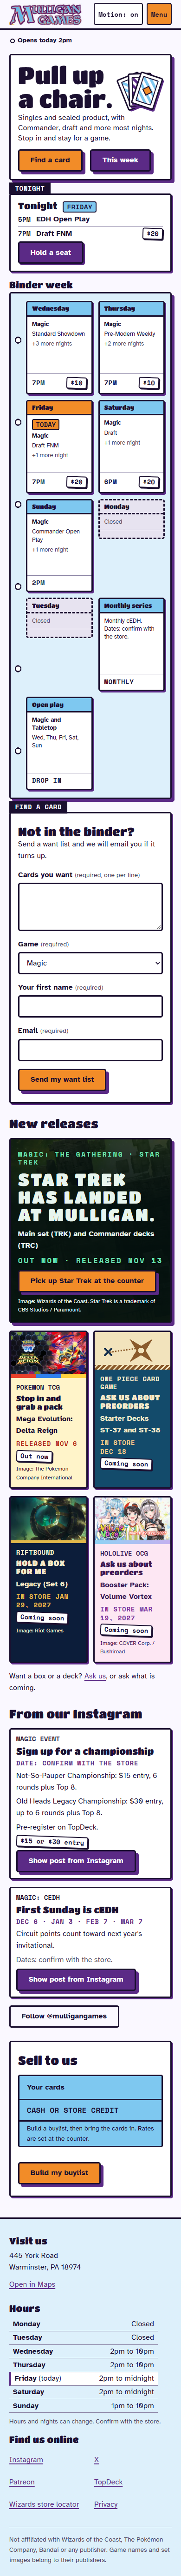 MULLIGAN
GAMES
Motion: on
Menu
Opens today 2pm
Pull up
a chair.
Singles and sealed product, with
Commander, draft and more most nights.
Stop in and stay for a game.
Find a card
This week
TONIGHT
Tonight FRIDAY
5PM EDH Open Play
7PM Draft FNM $20
Hold a seat
Binder week
Wednesday
Magic
Standard Showdown
+3 more nights
7PM $10
Thursday
Magic
Pre-Modern Weekly
+2 more nights
7PM $10
Friday
TODAY
Magic
Draft FNM
+1 more night
7PM $20
Saturday
Magic
Draft
+1 more night
6PM $20
Sunday
Magic
Commander Open
Play
+1 more night
2PM
Monday
Closed
Tuesday
Closed
Monthly series
Monthly cEDH.
Dates: confirm with
the store.
MONTHLY
Open play
Magic and
Tabletop
Wed, Thu, Fri, Sat,
Sun
DROP IN
FIND A CARD
Not in the binder?
Send a want list and we will email you if it
turns up.
Cards you want (required, one per line)
Game (required)
Magic
Your first name (required)
Email (required)
Send my want list
New releases
MAGIC: THE GATHERING · STAR
TREK
STAR TREK
HAS LANDED
AT MULLIGAN.
Main set (TRK) and Commander decks
(TRC)
OUT NOW · RELEASED NOV 13
Pick up Star Trek at the counter
Image: Wizards of the Coast. Star Trek is a trademark of
CBS Studios / Paramount.
POKEMON TCG
Stop in and
grab a pack
Mega Evolution:
Delta Reign
RELEASED NOV 6
Out now
Image: The Pokemon
Company International
ONE PIECE CARD
GAME
ASK US ABOUT
PREORDERS
Starter Decks
ST-37 and ST-38
IN STORE
DEC
18
Coming soon
RIFTBOUND
HOLD A BOX
FOR ME
Legacy (Set 6)
IN STORE JAN
29, 2027
Coming soon
Image: Riot Games
HOLOLIVE OCG
Ask us about
preorders
Booster Pack:
Volume Vortex
IN STORE MAR
19, 2027
Coming soon
Image: COVER Corp. /
Bushiroad
Want a box or a deck? Ask us, or ask what is
coming.
From our Instagram
MAGIC EVENT
Sign up for a championship
DATE: CONFIRM WITH THE STORE
Not-So-Pauper Championship: $15 entry, 6
rounds plus Top 8.
Old Heads Legacy Championship: $30 entry,
up to 6 rounds plus Top 8.
Pre-register on TopDeck.
$15 or $30 entry
Show post from Instagram
MAGIC: CEDH
First Sunday is cEDH
DEC 6 · JAN 3 · FEB 7 · MAR 7
Circuit points count toward next year's
invitational.
Dates: confirm with the store.
Show post from Instagram
Follow @mulligangames
Sell to us
Your cards
CASH OR STORE CREDIT
Build a buylist, then bring the cards in. Rates
are set at the counter.
Build my buylist
Visit us
445 York Road
Warminster, PA 18974
Open in Maps
Hours
Monday Closed
Tuesday Closed
Wednesday 2pm to 10pm
Thursday 2pm to 10pm
Friday (today) 2pm to midnight
Saturday 2pm to midnight
Sunday 1pm to 10pm
Hours and nights can change. Confirm with the store.
Find us online
Instagram
X
Patreon
TopDeck
Wizards store locator
Privacy
Not affiliated with Wizards of the Coast, The Pokémon
Company, Bandai or any publisher. Game names and set
images belong to their publishers.